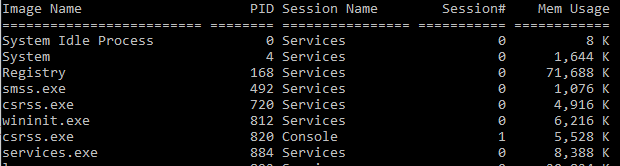 Image Name                     PID Session Name        Session#    Mem Usage
========================= ======== ================ =========== ============
System Idle Process              0 Services                   0          8 K
System                           4 Services                   0      1,644 K
Registry                       168 Services                   0     71,688 K
smss.exe                       492 Services                   0      1,076 K
csrss.exe                      720 Services                   0      4,916 K
wininit.exe                    812 Services                   0      6,216 K
csrss.exe                      820 Console                    1      5,528 K
services.exe                   884 Services                   0      8,388 K